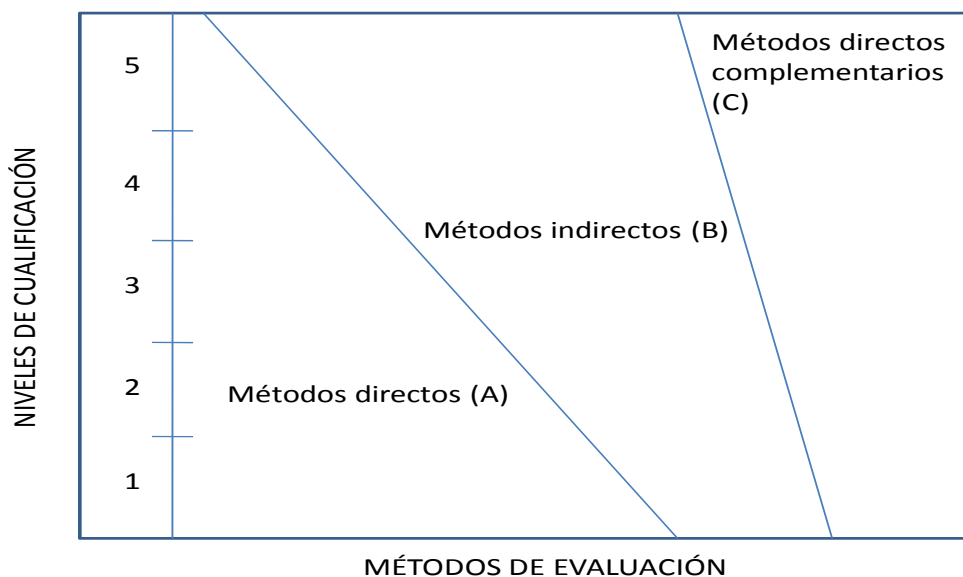 NIVELES DE CUALIFICACIÓN
5
4
3
2
1
Métodos directos (A)
Métodos indirectos (B)
Métodos directos
complementarios
(C)
MÉTODOS DE EVALUACIÓN